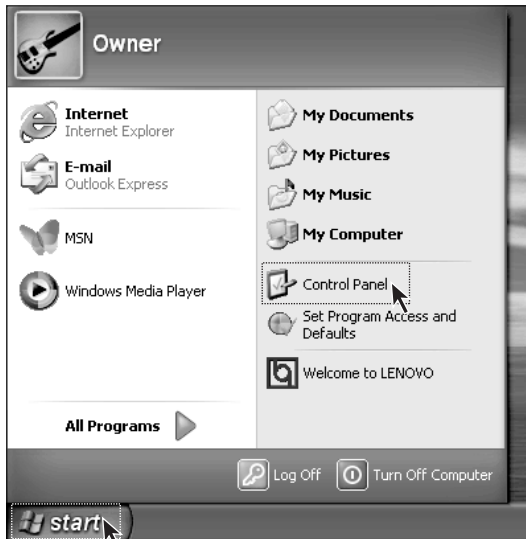 Owner
Internet
Internet Explorer
E-mail
Outlook Express
MSN
Windows Media Player
All Programs
My Documents
My Pictures
My Music
My Computer
Control Panel
Set Program Access and
Defaults
Welcome to LENOVO
Log Off
Turn Off Computer
start